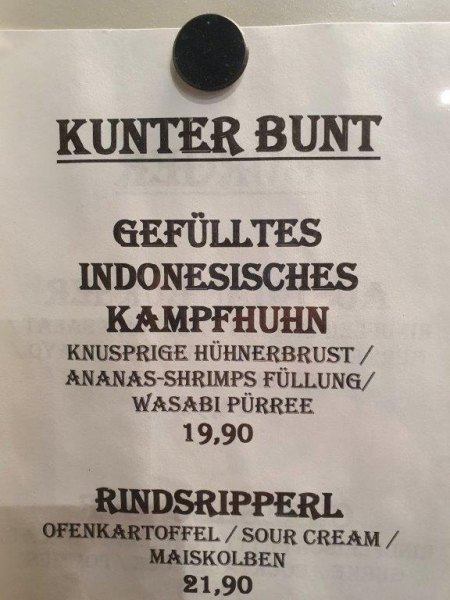 KUNTER BUNT
GEFÜLLTES
INDONESISCHES
KAMPFHUHN
KNUSPRIGE HÜHNERBRUST /
ANANAS-SHRIMPS FÜLLUNG/
WASABI PÜRREE
19,90
RINDSRIPPERL
OFENKARTOFFEL / SOUR CREAM /
MAISKOLBEN
21,90